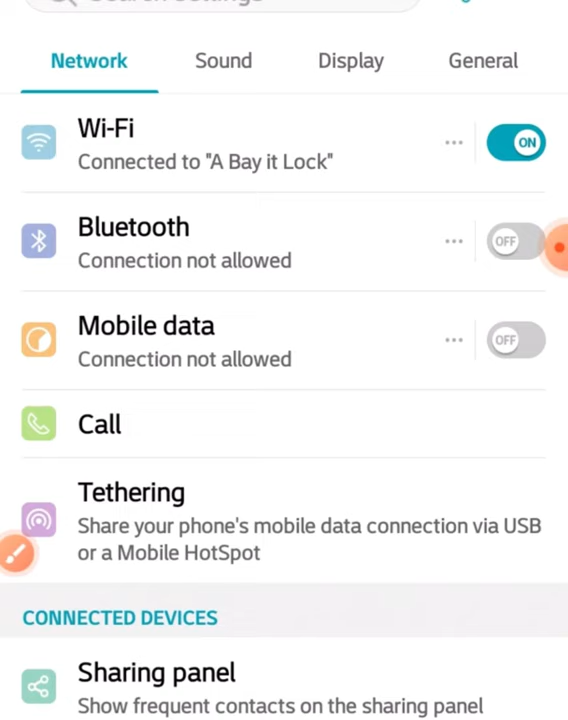 Search settings
Network Sound Display General
Wi-Fi
Connected to "A Bay it Lock"
ON
Bluetooth
Connection not allowed
OFF
Mobile data
Connection not allowed
OFF
Call
Tethering
Share your phone's mobile data connection via USB
or a Mobile HotSpot
CONNECTED DEVICES
Sharing panel
Show frequent contacts on the sharing panel